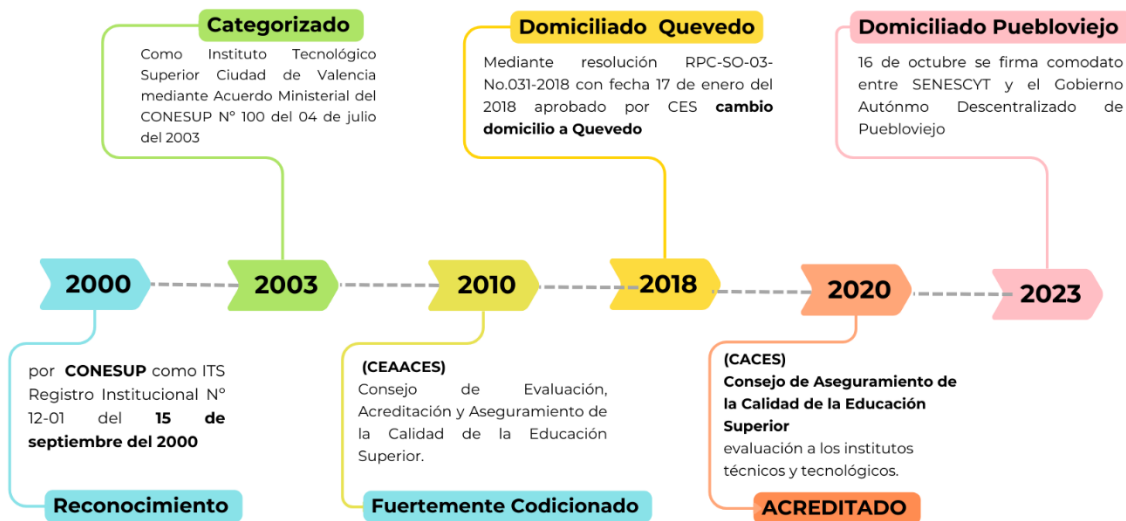 Categorizado
Como Instituto Tecnológico
Superior Ciudad de Valencia
mediante Acuerdo Ministerial del
CONESUP Nº 100 del 04 de julio
del 2003
Domiciliado Quevedo
Mediante resolución RPC-SO-03-
No.031-2018 con fecha 17 de enero del
2018 aprobado por CES cambio
domicilio a Quevedo
Domiciliado Puebloviejo
16 de octubre se firma comodato
entre SENESCYT y el Gobierno
Autónmo Descentralizado de
Puebloviejo
2000
2003
2010
2018
2020
2023
por CONESUP como ITS
Registro Institucional Nº
12-01 del 15 de
septiembre del 2000
Reconocimiento
(CEAACES)
Consejo de Evaluación,
Acreditación y Aseguramiento de
la Calidad de la Educación
Superior.
Fuertemente Codicionado
(CACES)
Consejo de Aseguramiento de
la Calidad de la Educación
Superior
evaluación a los institutos
técnicos y tecnológicos.
ACREDITADO